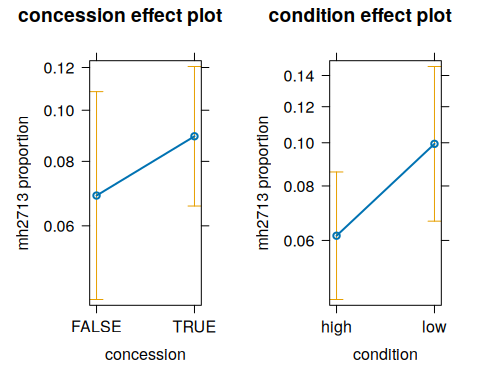 concession effect plot
mh2713 proportion
0.12
0.10
0.08
0.06
FALSE
TRUE
concession
condition effect plot
mh2713 proportion
0.14
0.12
0.10
0.08
0.06
high
low
condition